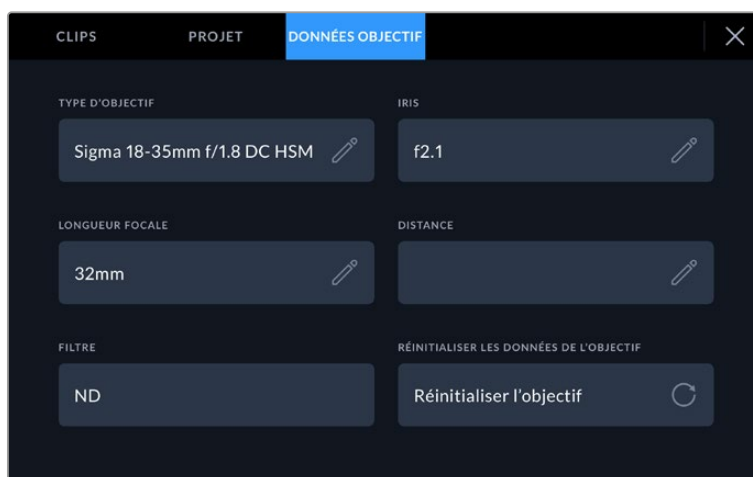 CLIPS PROJET DONNÉES OBJECTIF
TYPE D'OBJECTIF IRIS
Sigma 18-35mm f/1.8 DC HSM f2.1
LONGUEUR FOCALE DISTANCE
32mm
FILTRE RÉINITIALISER LES DONNÉES DE L'OBJECTIF
ND Réinitialiser l'objectif